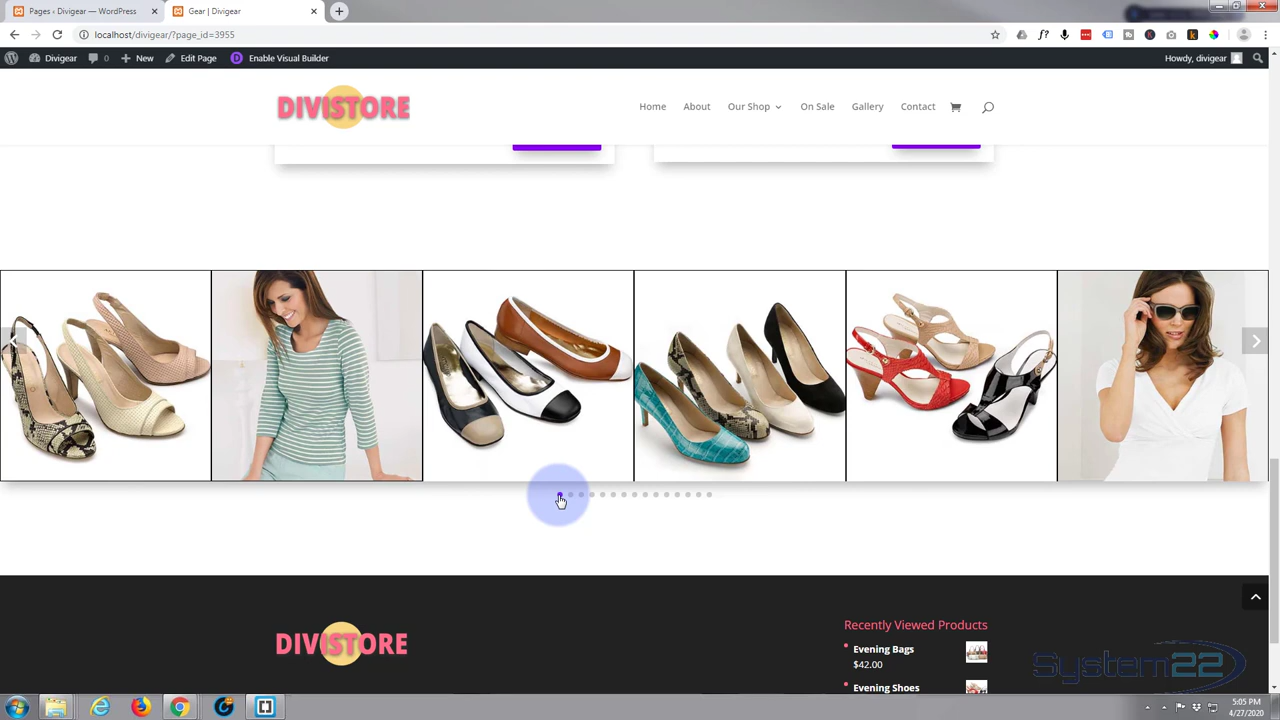 Pages ‹ Divigear — WordPress
Gear | Divigear
localhost/divigear/?page_id=3955
Divigear
0
New
Edit Page
Enable Visual Builder
Howdy, divigear
DIVISTORE
Home
About
Our Shop
On Sale
Gallery
Contact
DIVISTORE
Recently Viewed Products
Evening Bags
$42.00
Evening Shoes
System22
5:05 PM
4/27/2020